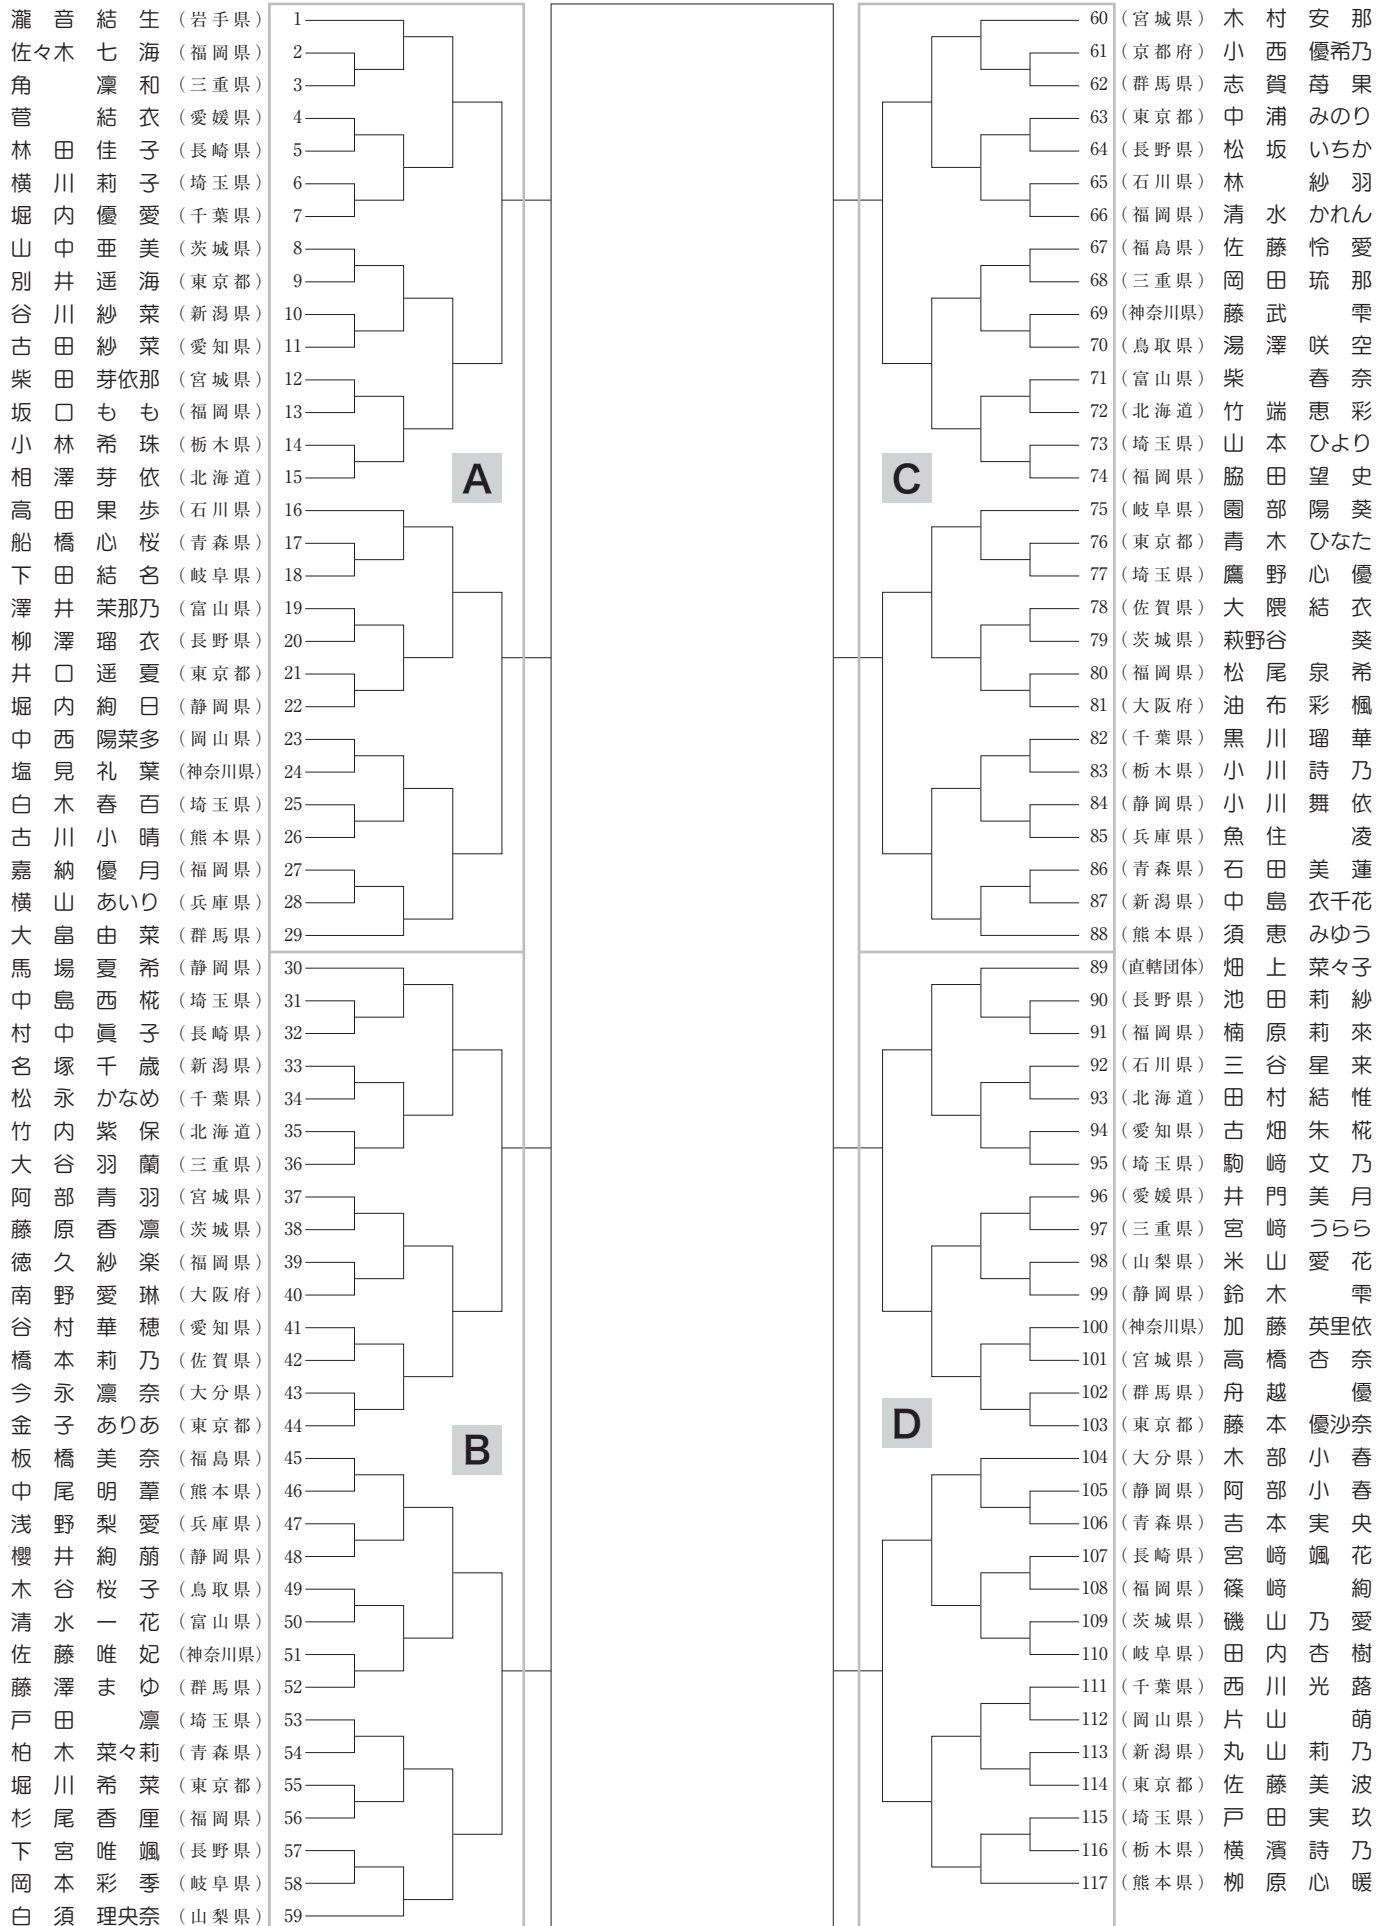 瀧音結生 (岩手県) 1
佐々木七海 (福岡県) 2
角凜和 (三重県) 3
菅結衣 (愛媛県) 4
林田佳子 (長崎県) 5
横川莉子 (埼玉県) 6
堀内優愛 (千葉県) 7
山中亜美 (茨城県) 8
別井遥海 (東京都) 9
谷川紗菜 (新潟県) 10
古田紗菜 (愛知県) 11
柴田芽依那 (宮城県) 12
坂口もも (福岡県) 13
小林希珠 (栃木県) 14
相澤芽依 (北海道) 15
A
高田果歩 (石川県) 16
船橋心桜 (青森県) 17
下田結名 (岐阜県) 18
澤井茉那乃 (富山県) 19
柳澤瑠衣 (長野県) 20
井口遥夏 (東京都) 21
堀内絢日 (静岡県) 22
中西陽菜多 (岡山県) 23
塩見礼葉 (神奈川県) 24
白木春百 (埼玉県) 25
古川小晴 (熊本県) 26
嘉納優月 (福岡県) 27
横山あいり (兵庫県) 28
大畠由菜 (群馬県) 29
馬場夏希 (静岡県) 30
中島西椛 (埼玉県) 31
村中眞子 (長崎県) 32
名塚千歳 (新潟県) 33
松永かなめ (千葉県) 34
竹内紫保 (北海道) 35
大谷羽蘭 (三重県) 36
阿部青羽 (宮城県) 37
藤原香凛 (茨城県) 38
徳久紗楽 (福岡県) 39
南野愛琳 (大阪府) 40
谷村華穂 (愛知県) 41
橋本莉乃 (佐賀県) 42
今永凛奈 (大分県) 43
金子ありあ (東京都) 44
B
板橋美奈 (福島県) 45
中尾明葦 (熊本県) 46
浅野梨愛 (兵庫県) 47
櫻井絢萠 (静岡県) 48
木谷桜子 (鳥取県) 49
清水一花 (富山県) 50
佐藤唯妃 (神奈川県) 51
藤澤まゆ (群馬県) 52
戸田凛 (埼玉県) 53
柏木菜々莉 (青森県) 54
堀川希菜 (東京都) 55
杉尾香厘 (福岡県) 56
下宮唯颯 (長野県) 57
岡本彩季 (岐阜県) 58
白須理央奈 (山梨県) 59
60 (宮城県) 木村安那
61 (京都府) 小西優希乃
62 (群馬県) 志賀苺果
63 (東京都) 中浦みのり
64 (長野県) 松坂いちか
65 (石川県) 林紗羽
66 (福岡県) 清水かれん
67 (福島県) 佐藤怜愛
68 (三重県) 岡田琉那
69 (神奈川県) 藤武雫
70 (鳥取県) 湯澤咲空
71 (富山県) 柴春奈
72 (北海道) 竹端恵彩
73 (埼玉県) 山本ひより
74 (福岡県) 脇田望史
C
75 (岐阜県) 園部陽葵
76 (東京都) 青木ひなた
77 (埼玉県) 鷹野心優
78 (佐賀県) 大隈結衣
79 (茨城県) 萩野谷葵
80 (福岡県) 松尾泉希
81 (大阪府) 油布彩楓
82 (千葉県) 黒川瑠華
83 (栃木県) 小川詩乃
84 (静岡県) 小川舞依
85 (兵庫県) 魚住凌
86 (青森県) 石田美蓮
87 (新潟県) 中島衣千花
88 (熊本県) 須恵みゆう
89 (直轄団体) 畑上菜々子
90 (長野県) 池田莉紗
91 (福岡県) 楠原莉來
92 (石川県) 三谷星来
93 (北海道) 田村結惟
94 (愛知県) 古畑朱椛
95 (埼玉県) 駒﨑文乃
96 (愛媛県) 井門美月
97 (三重県) 宮﨑うらら
98 (山梨県) 米山愛花
99 (静岡県) 鈴木雫
100 (神奈川県) 加藤英里依
101 (宮城県) 高橋杏奈
102 (群馬県) 舟越優
103 (東京都) 藤本優沙奈
D
104 (大分県) 木部小春
105 (静岡県) 阿部小春
106 (青森県) 吉本実央
107 (長崎県) 宮﨑颯花
108 (福岡県) 篠﨑絢
109 (茨城県) 磯山乃愛
110 (岐阜県) 田内杏樹
111 (千葉県) 西川光蕗
112 (岡山県) 片山萌
113 (新潟県) 丸山莉乃
114 (東京都) 佐藤美波
115 (埼玉県) 戸田実玖
116 (栃木県) 横濱詩乃
117 (熊本県) 栁原心暖